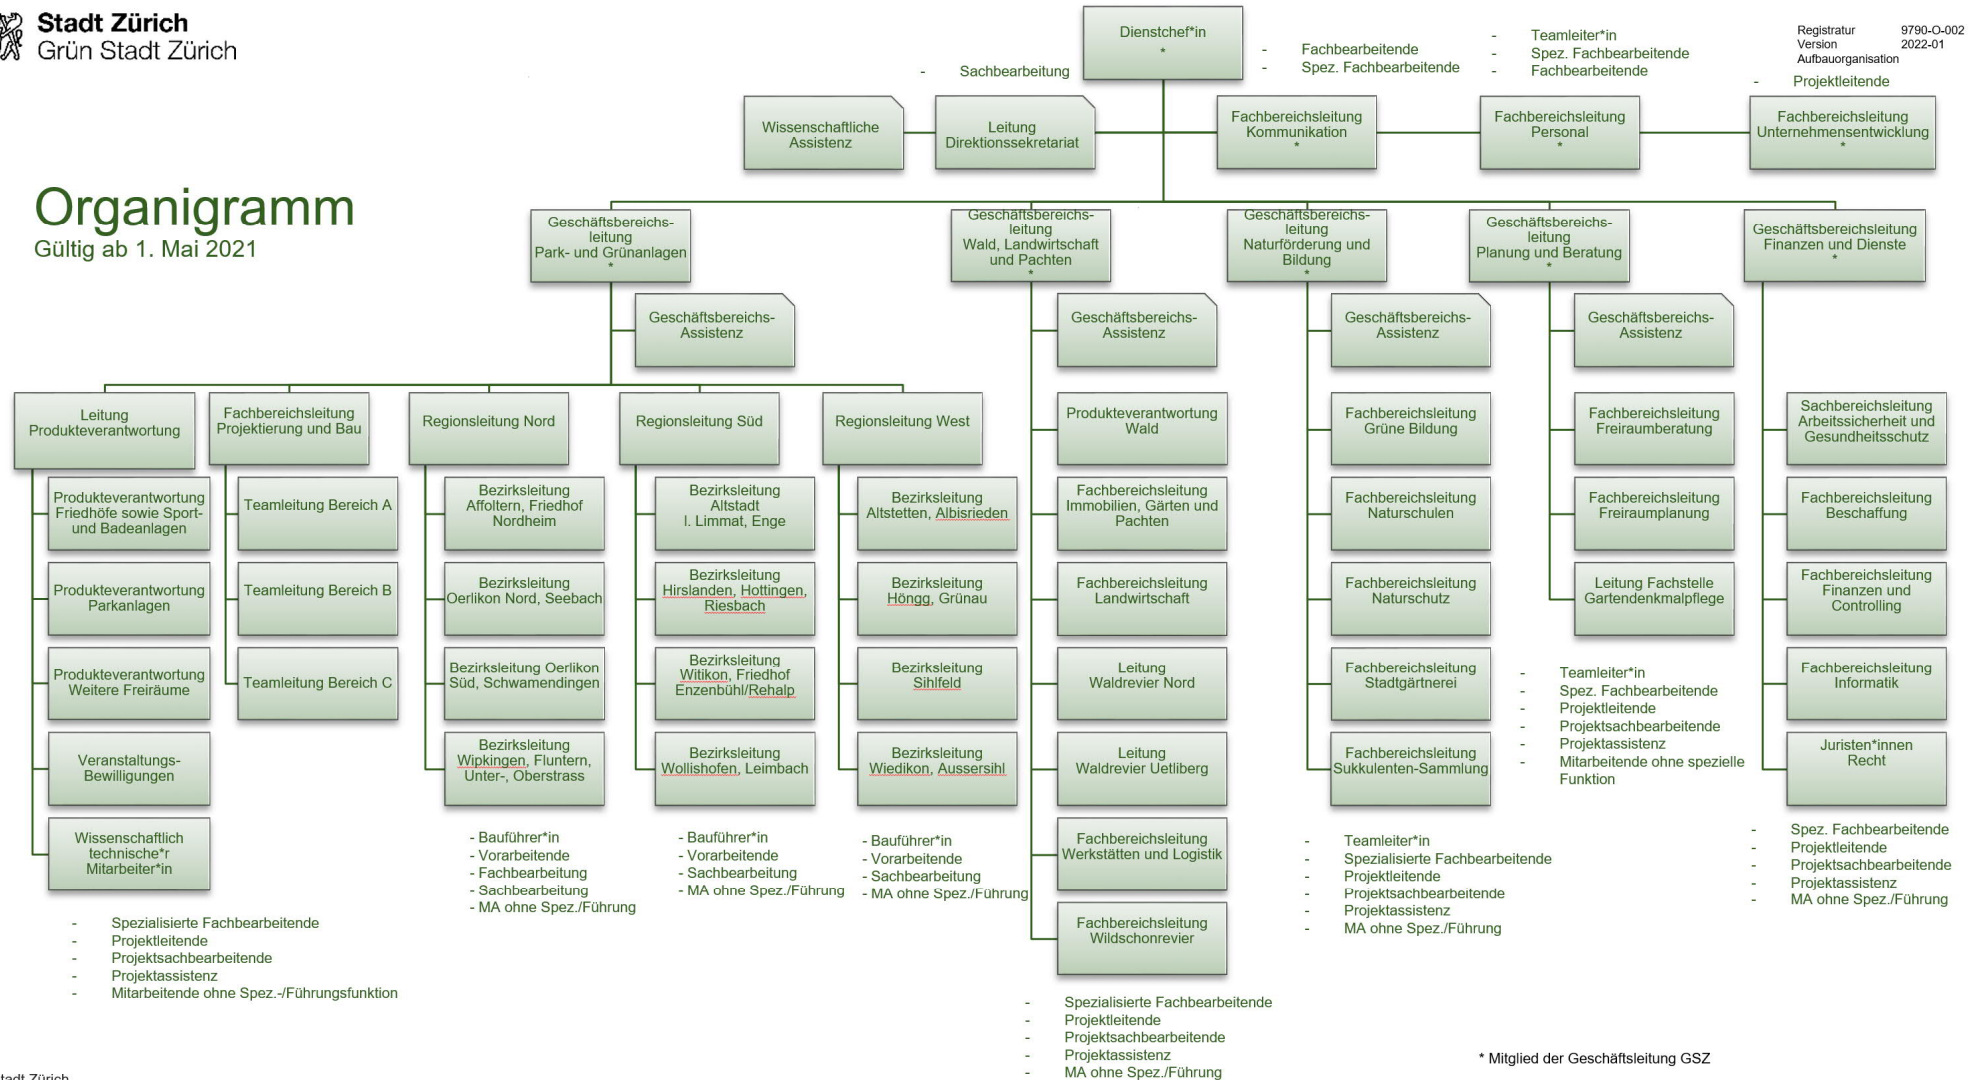 Stadt Zürich
Grün Stadt Zürich
Organigramm
Gültig ab 1. Mai 2021
Registratur 9790-O-002
Version 2022-01
Aufbauorganisation
Dienstchef*in
*
- Sachbearbeitung
- Fachbearbeitende
- Spez. Fachbearbeitende
- Teamleiter*in
- Spez. Fachbearbeitende
- Fachbearbeitende
- Projektleitende
Wissenschaftliche
Assistenz
Leitung
Direktionssekretariat
Fachbereichsleitung
Kommunikation
*
Fachbereichsleitung
Personal
*
Fachbereichsleitung
Unternehmensentwicklung
*
Geschäftsbereichs-
leitung
Park- und Grünanlagen
*
Geschäftsbereichs-
leitung
Wald, Landwirtschaft
und Pachten
*
Geschäftsbereichs-
leitung
Naturförderung und
Bildung
*
Geschäftsbereichs-
leitung
Planung und Beratung
*
Geschäftsbereichsleitung
Finanzen und Dienste
*
Geschäftsbereichs-
Assistenz
Geschäftsbereichs-
Assistenz
Geschäftsbereichs-
Assistenz
Geschäftsbereichs-
Assistenz
Leitung
Produkteverantwortung
Produkteverantwortung
Friedhöfe sowie Sport-
und Badeanlagen
Produkteverantwortung
Parkanlagen
Produkteverantwortung
Weitere Freiräume
Veranstaltungs-
Bewilligungen
Wissenschaftlich
technische*r
Mitarbeiter*in
- Spezialisierte Fachbearbeitende
- Projektleitende
- Projektsachbearbeitende
- Projektassistenz
- Mitarbeitende ohne Spez.-/Führungsfunktion
Fachbereichsleitung
Projektierung und Bau
Teamleitung Bereich A
Teamleitung Bereich B
Teamleitung Bereich C
Regionsleitung Nord
Bezirksleitung
Affoltern, Friedhof
Nordheim
Bezirksleitung
Oerlikon Nord, Seebach
Bezirksleitung Oerlikon
Süd, Schwamendingen
Bezirksleitung
Wipkingen, Fluntern,
Unter-, Oberstrass
- Bauführer*in
- Vorarbeitende
- Fachbearbeitung
- Sachbearbeitung
- MA ohne Spez./Führung
Regionsleitung Süd
Bezirksleitung
Altstadt
l. Limmat, Enge
Bezirksleitung
Hirslanden, Hottingen,
Riesbach
Bezirksleitung
Witikon, Friedhof
Enzenbühl/Rehalp
Bezirksleitung
Wollishofen, Leimbach
- Bauführer*in
- Vorarbeitende
- Sachbearbeitung
- MA ohne Spez./Führung
Regionsleitung West
Bezirksleitung
Altstetten, Albisrieden
Bezirksleitung
Höngg, Grünau
Bezirksleitung
Sihlfeld
Bezirksleitung
Wiedikon, Aussersihl
- Bauführer*in
- Vorarbeitende
- Sachbearbeitung
- MA ohne Spez./Führung
Produkteverantwortung
Wald
Fachbereichsleitung
Immobilien, Gärten und
Pachten
Fachbereichsleitung
Landwirtschaft
Leitung
Waldrevier Nord
Leitung
Waldrevier Uetliberg
Fachbereichsleitung
Werkstätten und Logistik
Fachbereichsleitung
Wildschonrevier
- Spezialisierte Fachbearbeitende
- Projektleitende
- Projektsachbearbeitende
- Projektassistenz
- MA ohne Spez./Führung
Fachbereichsleitung
Grüne Bildung
Fachbereichsleitung
Naturschulen
Fachbereichsleitung
Naturschutz
Fachbereichsleitung
Stadtgärtnerei
Fachbereichsleitung
Sukkulenten-Sammlung
- Teamleiter*in
- Spezialisierte Fachbearbeitende
- Projektleitende
- Projektsachbearbeitende
- Projektassistenz
- MA ohne Spez./Führung
Fachbereichsleitung
Freiraumberatung
Fachbereichsleitung
Freiraumplanung
Leitung Fachstelle
Gartendenkmalpflege
- Teamleiter*in
- Spez. Fachbearbeitende
- Projektleitende
- Projektsachbearbeitende
- Projektassistenz
- Mitarbeitende ohne spezielle
Funktion
Sachbereichsleitung
Arbeitssicherheit und
Gesundheitsschutz
Fachbereichsleitung
Beschaffung
Fachbereichsleitung
Finanzen und
Controlling
Fachbereichsleitung
Informatik
Juristen*innen
Recht
- Spez. Fachbearbeitende
- Projektleitende
- Projektsachbearbeitende
- Projektassistenz
- MA ohne Spez./Führung
* Mitglied der Geschäftsleitung GSZ
tadt Zürich